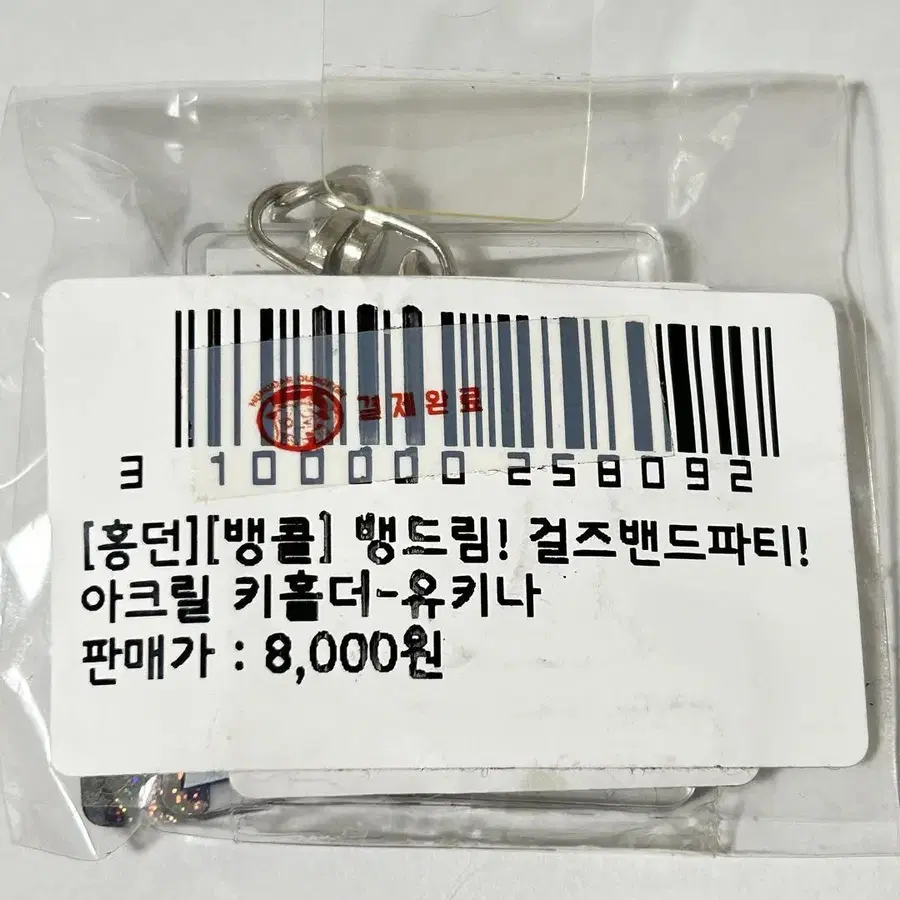 결제완료
3 100000 258092
[홍던][뱅콜] 뱅드림! 걸즈밴드파티!
아크릴 키홀더-유키나
판매가 : 8,000원